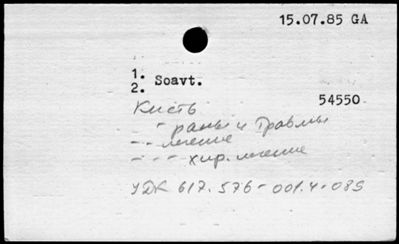 15.07.85 GA
1.
2. Soavt.
54550
Кисть
- раны и травмы
- - лечение
- - - хир. лечение
УДК 617.576-001.4-089